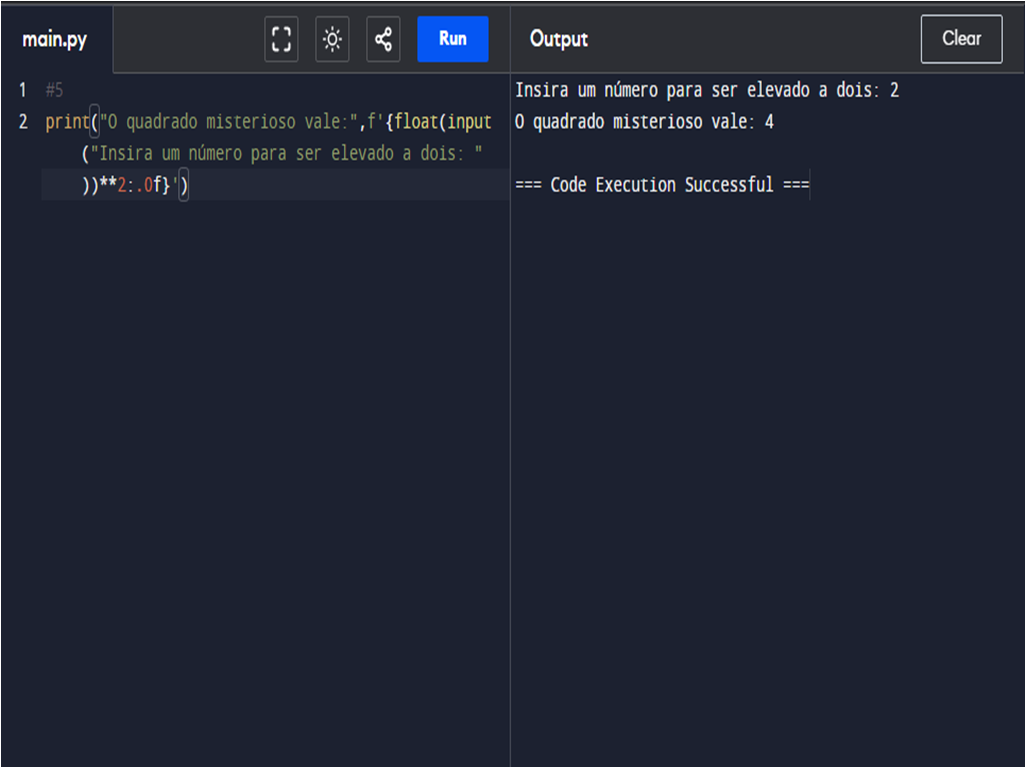 main.py
Run
Output
Clear
1 #5
2 print("O quadrado misterioso vale:",f'{float(input
("Insira um número para ser elevado a dois: "
))**2:.0f}')
Insira um número para ser elevado a dois: 2
O quadrado misterioso vale: 4
=== Code Execution Successful ===